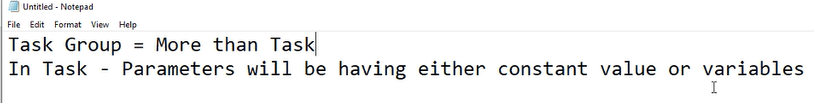 Untitled - Notepad
File Edit Format View Help
Task Group = More than Task
In Task - Parameters will be having either constant value or variables